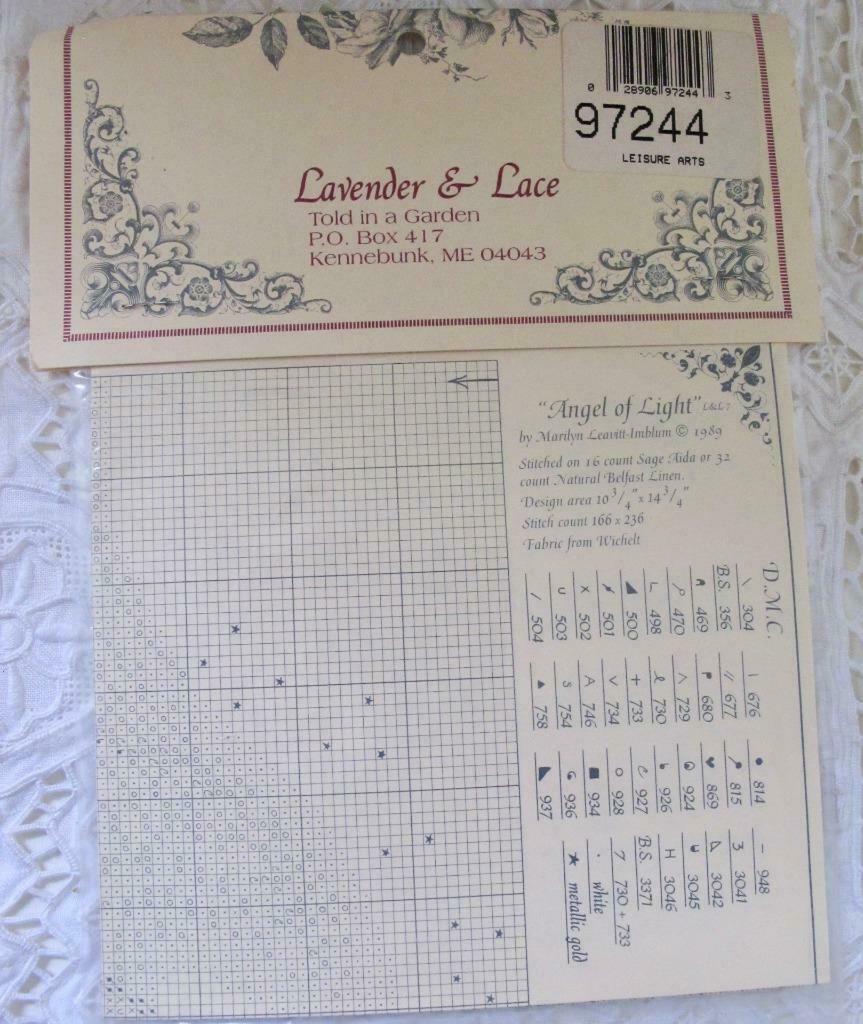 0 28906 97244 3
97244
LEISURE ARTS
Lavender & Lace
Told in a Garden
P.O. Box 417
Kennebunk, ME 04043
"Angel of Light" L&L 7
by Marilyn Leavitt-Imblum © 1989
Stitched on 16 count Sage Aida or 32
count Natural Belfast Linen.
Design area 10 3/4" x 14 3/4"
Stitch count 166 x 236
Fabric from Wichelt
D.M.C.
\ 304
B.S. 356
469
470
498
500
501
x 502
u 503
/ 504
676
// 677
680
729
730
+ 733
v 734
A 746
s 754
▲ 758
● 814
815
♥ 869
924
926
927
o 928
■ 934
936
937
– 948
3 3041
3042
3045
H 3046
B.S. 3371
7 730 + 733
· white
★ metallic gold